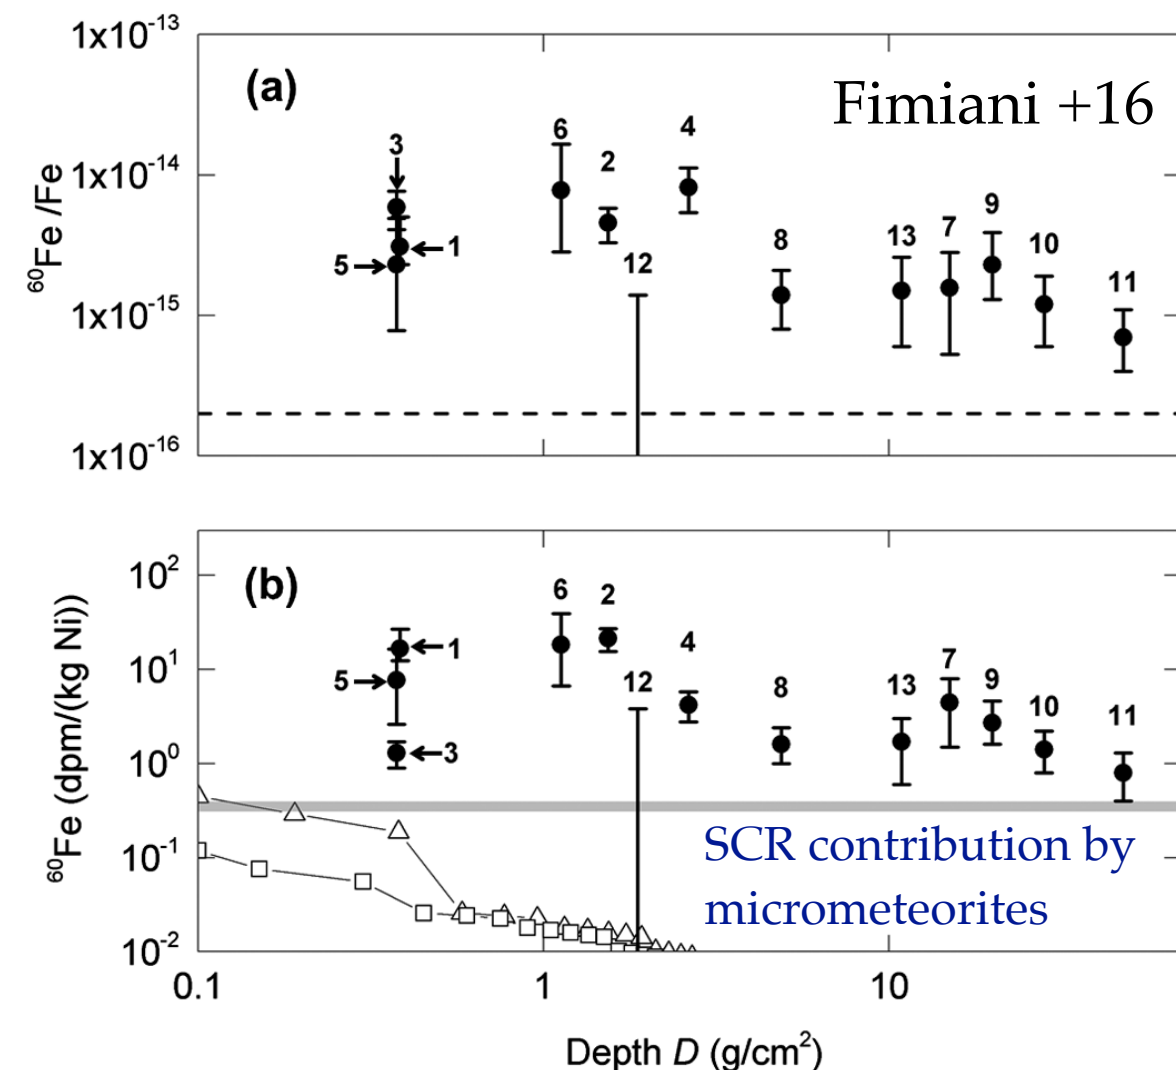 1x10⁻¹³
(a)
Fimiani +16
3
6
2
4
1x10⁻¹⁴
1
5
12
8
13
7
9
10
11
1x10⁻¹⁵
1x10⁻¹⁶
⁶⁰Fe /Fe
(b)
10²
6
2
1
4
10¹
5
12
8
13
7
9
10
11
3
10⁰
SCR contribution by
micrometeorites
10⁻¹
10⁻²
⁶⁰Fe (dpm/(kg Ni))
0.1
1
10
Depth D (g/cm²)